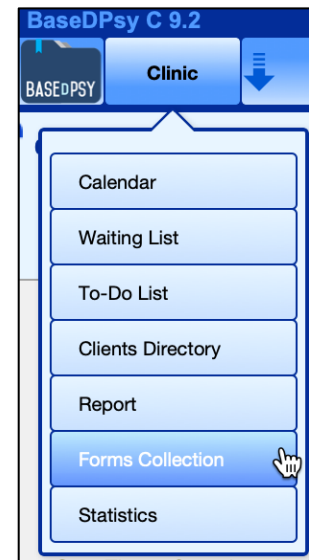 BaseDPsy C 9.2
BASEDPSY
Clinic
Calendar
Waiting List
To-Do List
Clients Directory
Report
Forms Collection
Statistics